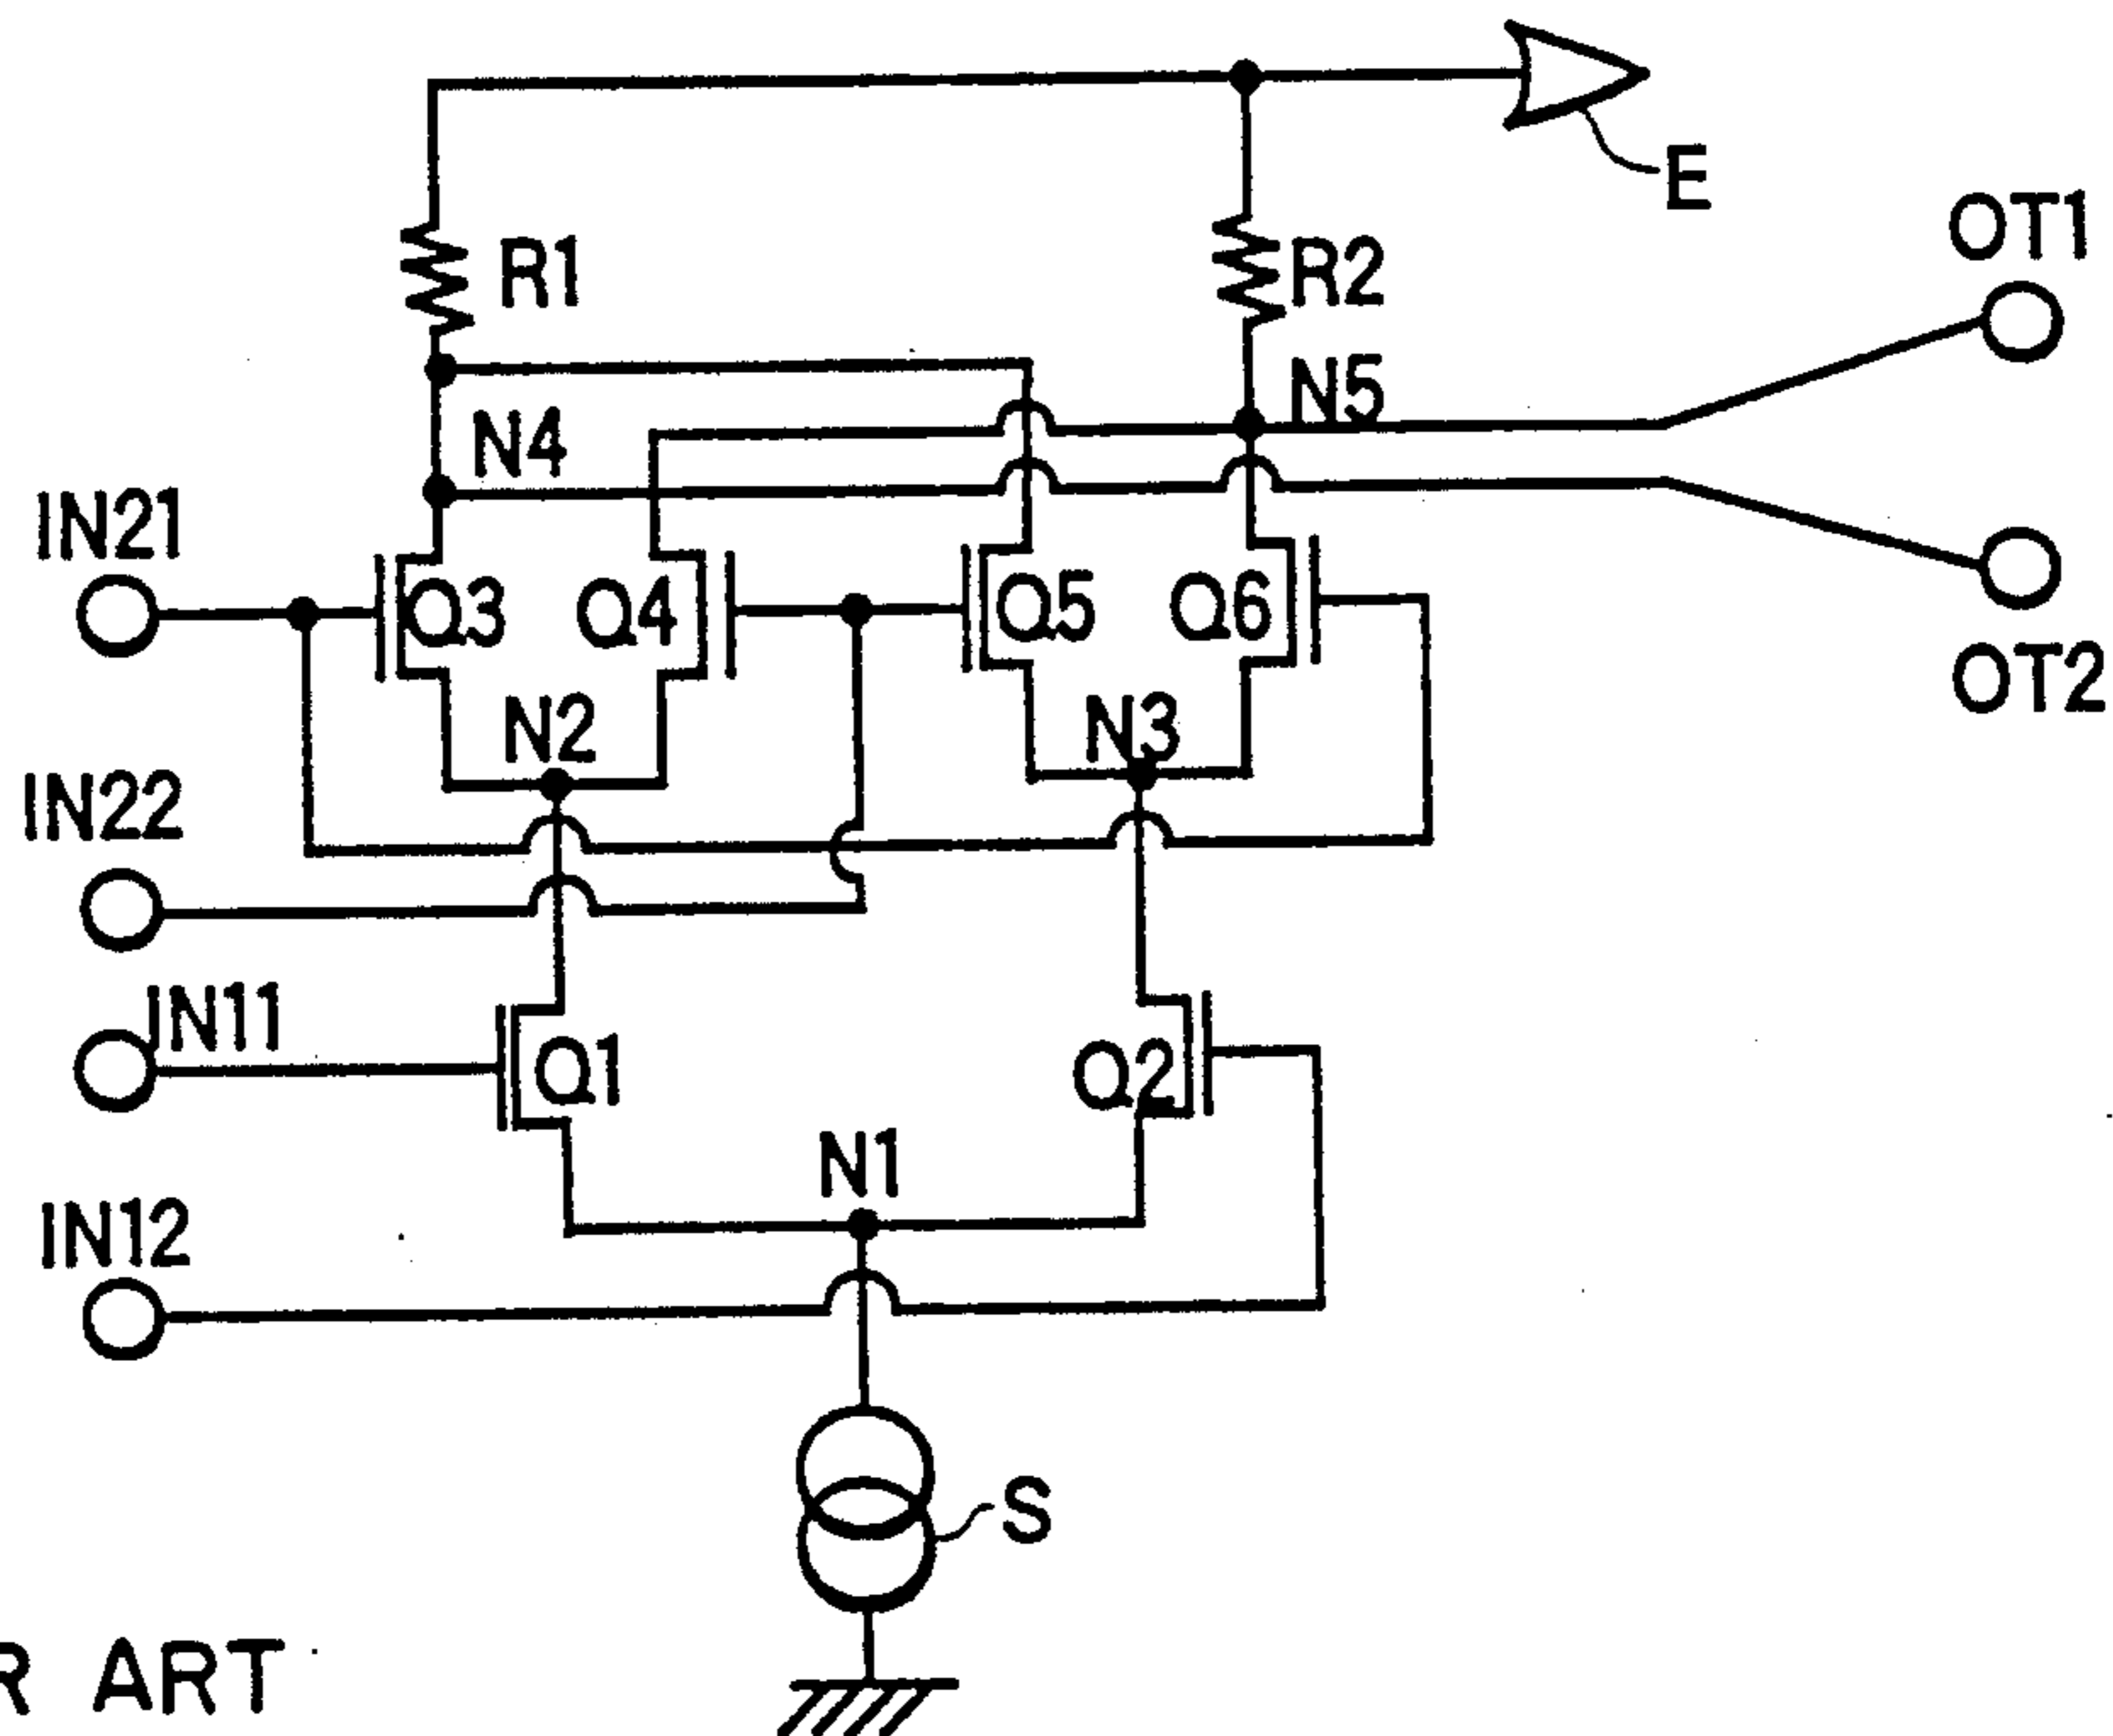 E
OT1
R1
R2
N5
N4
IN21
Q3
Q4
Q5
Q6
OT2
N2
N3
IN22
IN11
Q1
Q2
N1
IN12
S
R ART